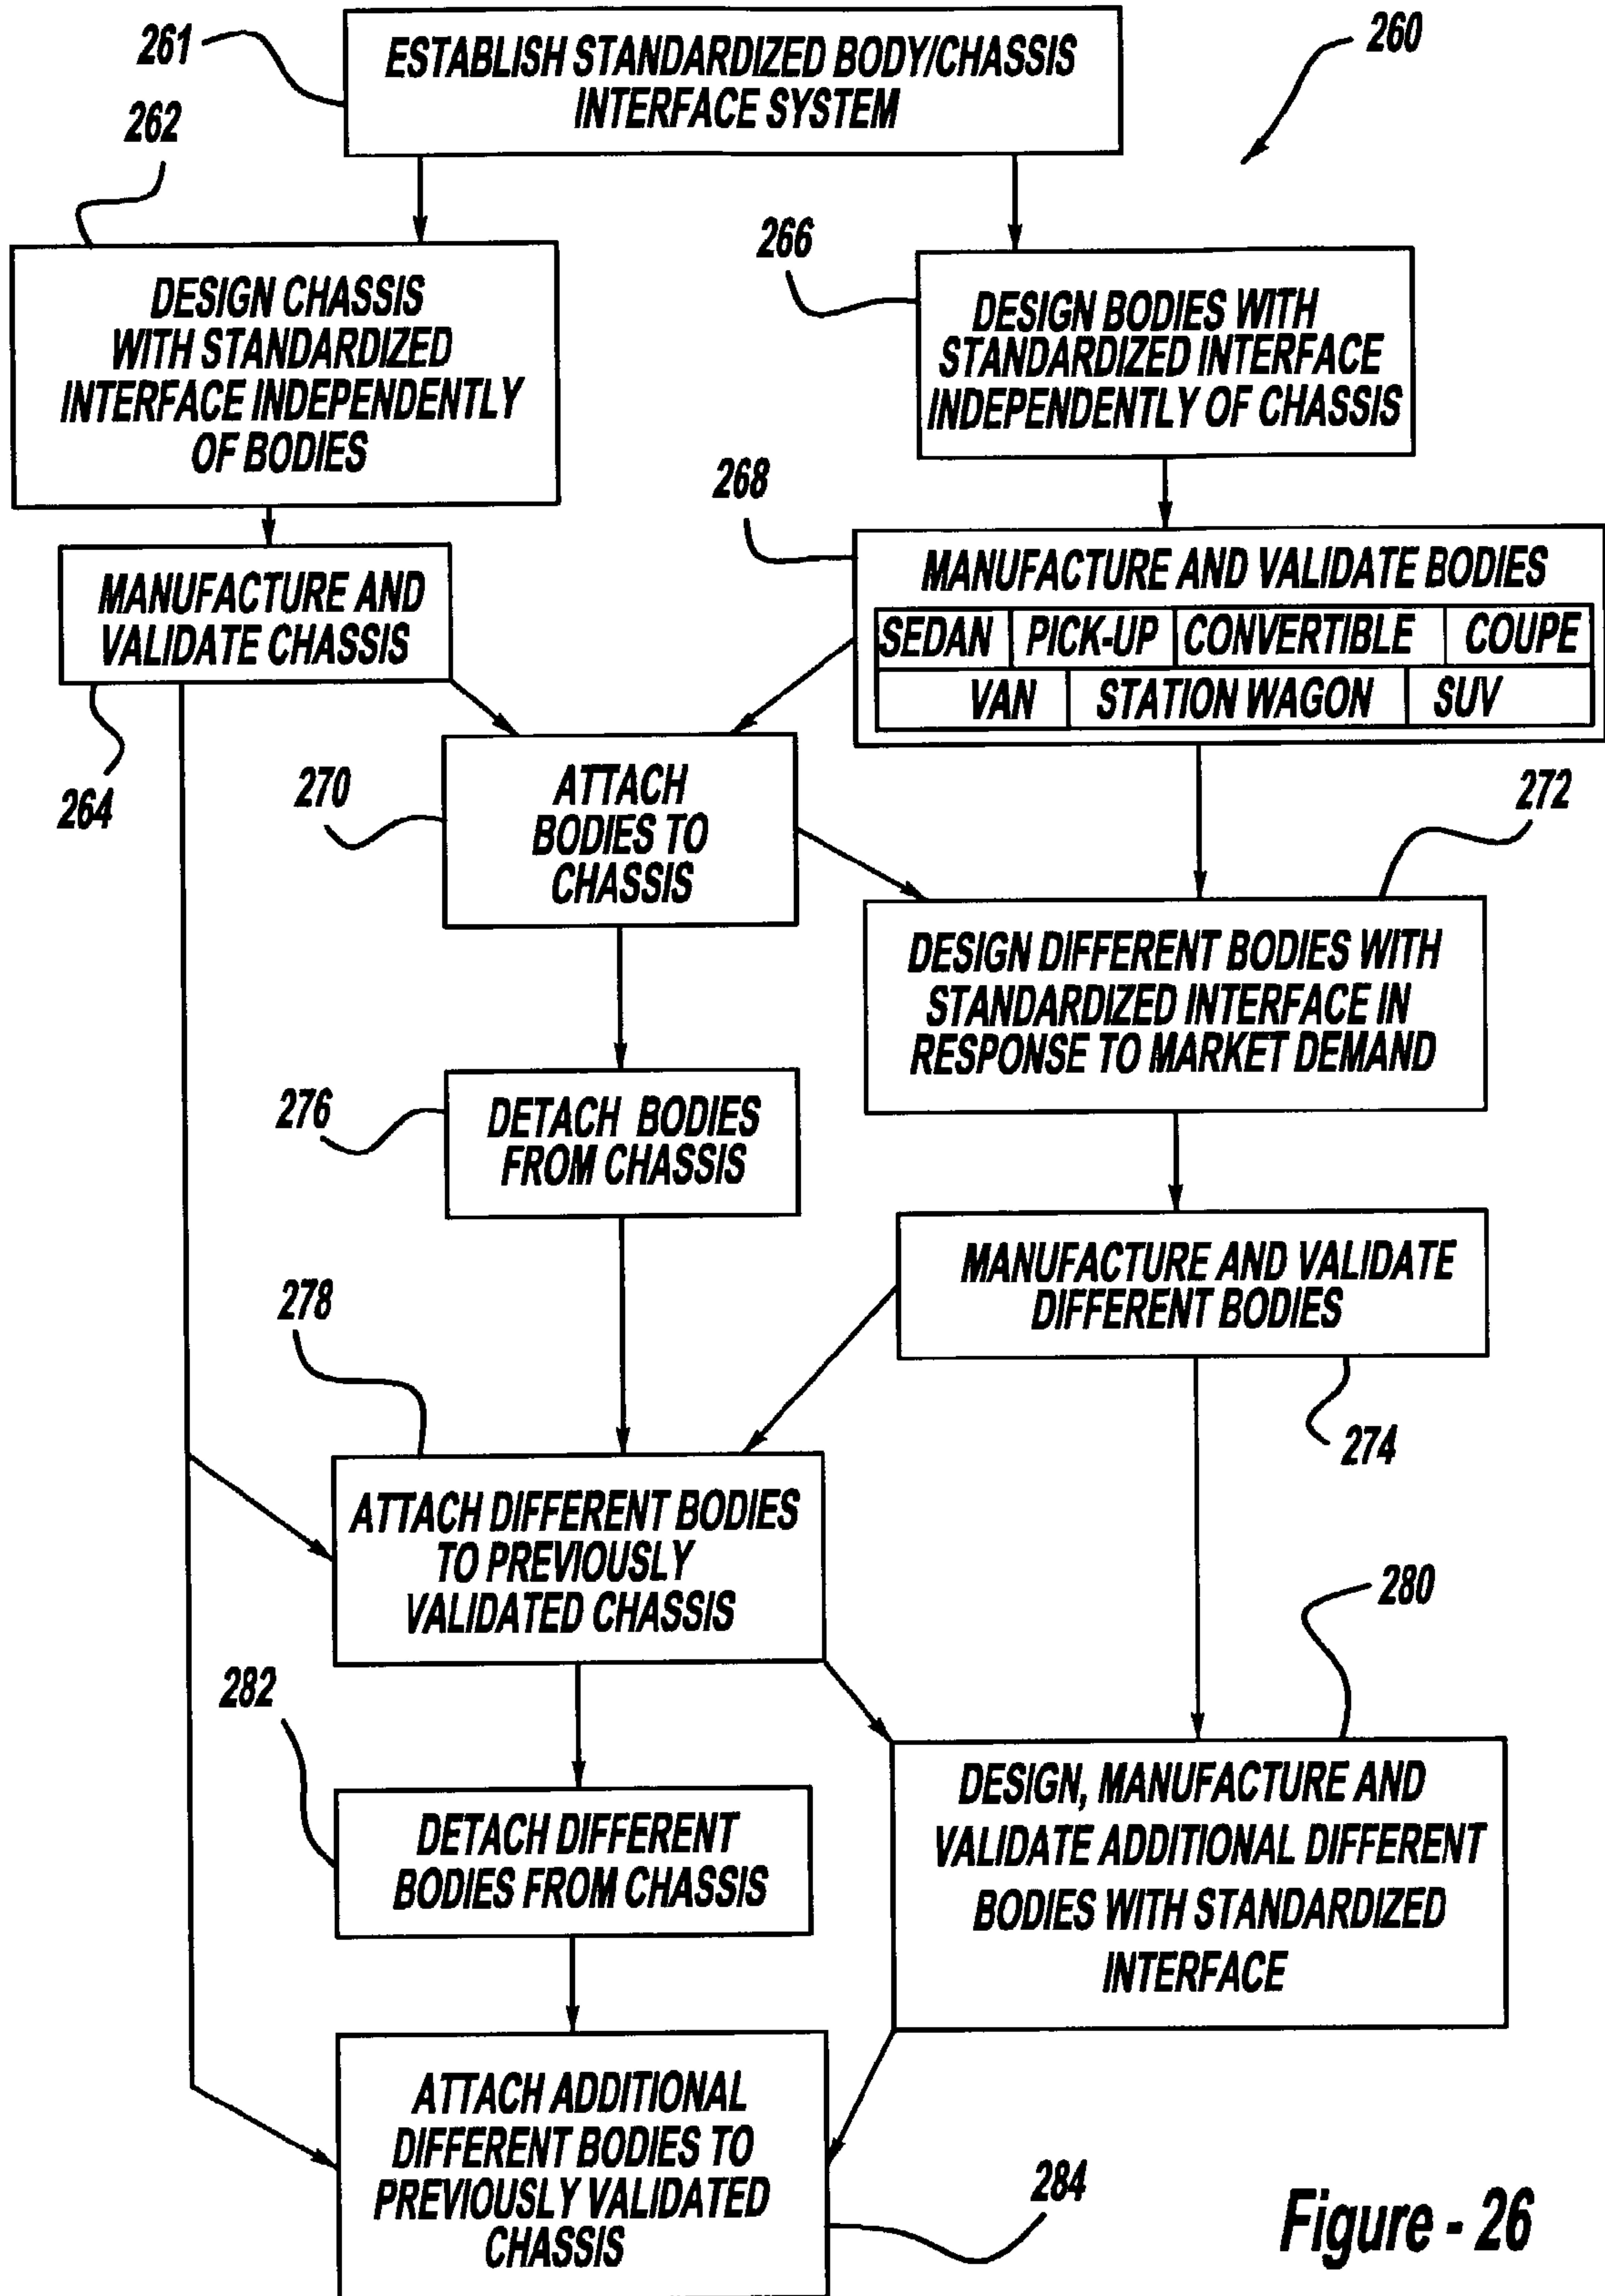 261
ESTABLISH STANDARDIZED BODY/CHASSIS
INTERFACE SYSTEM
260
262
DESIGN CHASSIS
WITH STANDARDIZED
INTERFACE INDEPENDENTLY
OF BODIES
266
DESIGN BODIES WITH
STANDARDIZED INTERFACE
INDEPENDENTLY OF CHASSIS
268
MANUFACTURE AND VALIDATE BODIES
SEDAN PICK-UP CONVERTIBLE COUPE
VAN STATION WAGON SUV
MANUFACTURE AND
VALIDATE CHASSIS
264
270
ATTACH
BODIES TO
CHASSIS
272
DESIGN DIFFERENT BODIES WITH
STANDARDIZED INTERFACE IN
RESPONSE TO MARKET DEMAND
276
DETACH BODIES
FROM CHASSIS
MANUFACTURE AND VALIDATE
DIFFERENT BODIES
274
278
ATTACH DIFFERENT BODIES
TO PREVIOUSLY
VALIDATED CHASSIS
280
DESIGN, MANUFACTURE AND
VALIDATE ADDITIONAL DIFFERENT
BODIES WITH STANDARDIZED
INTERFACE
282
DETACH DIFFERENT
BODIES FROM CHASSIS
ATTACH ADDITIONAL
DIFFERENT BODIES TO
PREVIOUSLY VALIDATED
CHASSIS
284
Figure - 26